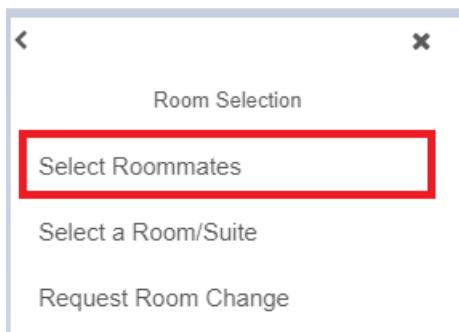 Room Selection
Select Roommates
Select a Room/Suite
Request Room Change